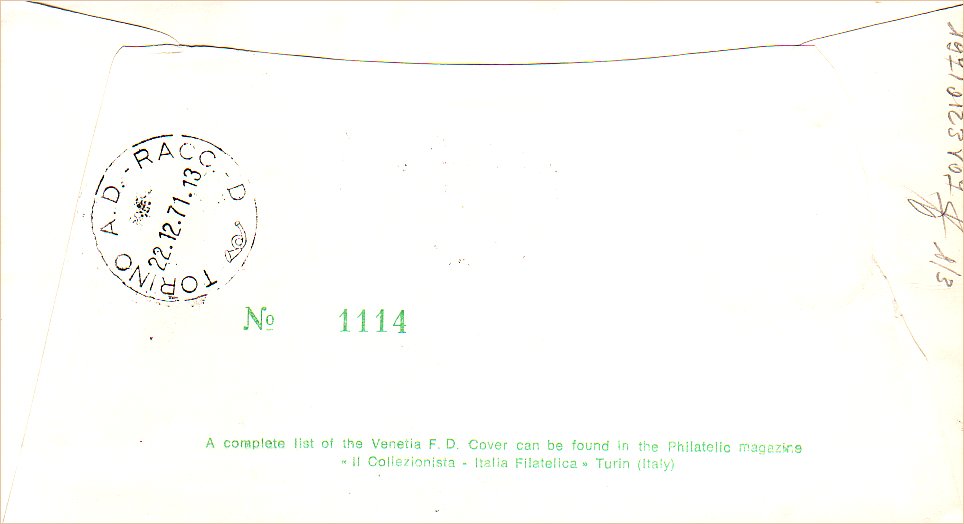 TORINO A.D. - RACC. - D
22.12.71.13
№ 1114
A complete list of the Venetia F. D. Cover can be found in the Philatelic magazine
« Il Collezionista - Italia Filatelica » Turin (Italy)